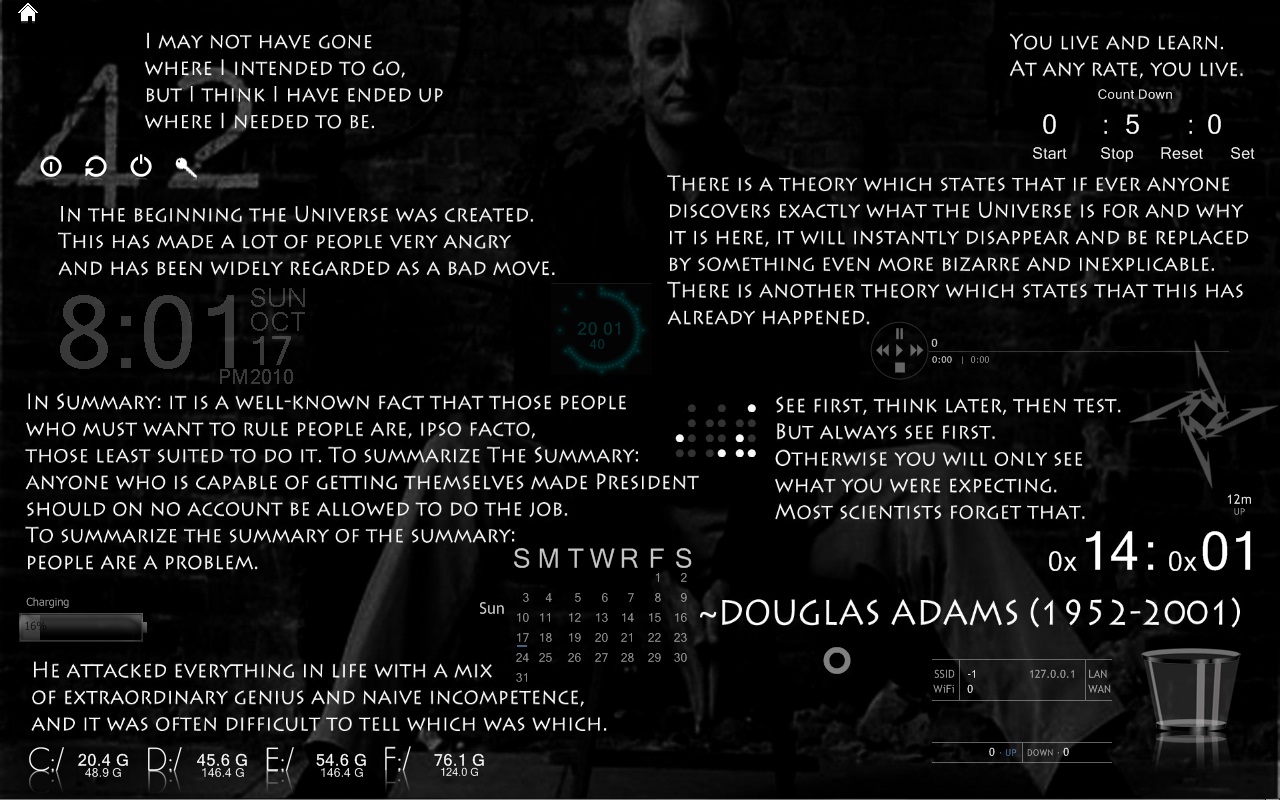 I MAY NOT HAVE GONE
WHERE I INTENDED TO GO,
BUT I THINK I HAVE ENDED UP
WHERE I NEEDED TO BE.
YOU LIVE AND LEARN.
AT ANY RATE, YOU LIVE.
Count Down
0 : 5 : 0
Start Stop Reset Set
42
IN THE BEGINNING THE UNIVERSE WAS CREATED.
THIS HAS MADE A LOT OF PEOPLE VERY ANGRY
AND HAS BEEN WIDELY REGARDED AS A BAD MOVE.
THERE IS A THEORY WHICH STATES THAT IF EVER ANYONE
DISCOVERS EXACTLY WHAT THE UNIVERSE IS FOR AND WHY
IT IS HERE, IT WILL INSTANTLY DISAPPEAR AND BE REPLACED
BY SOMETHING EVEN MORE BIZARRE AND INEXPLICABLE.
THERE IS ANOTHER THEORY WHICH STATES THAT THIS HAS
ALREADY HAPPENED.
8:01
SUN
OCT
17
PM 2010
20 01
40
0
0:00 | 0:00
IN SUMMARY: IT IS A WELL-KNOWN FACT THAT THOSE PEOPLE
WHO MUST WANT TO RULE PEOPLE ARE, IPSO FACTO,
THOSE LEAST SUITED TO DO IT. TO SUMMARIZE THE SUMMARY:
ANYONE WHO IS CAPABLE OF GETTING THEMSELVES MADE PRESIDENT
SHOULD ON NO ACCOUNT BE ALLOWED TO DO THE JOB.
TO SUMMARIZE THE SUMMARY OF THE SUMMARY:
PEOPLE ARE A PROBLEM.
SEE FIRST, THINK LATER, THEN TEST.
BUT ALWAYS SEE FIRST.
OTHERWISE YOU WILL ONLY SEE
WHAT YOU WERE EXPECTING.
MOST SCIENTISTS FORGET THAT.
12m
UP
0x14: 0x01
S M T W R F S
1 2
3 4 5 6 7 8 9
Sun
10 11 12 13 14 15 16
17 18 19 20 21 22 23
24 25 26 27 28 29 30
31
~DOUGLAS ADAMS (1952-2001)
Charging
16%
HE ATTACKED EVERYTHING IN LIFE WITH A MIX
OF EXTRAORDINARY GENIUS AND NAIVE INCOMPETENCE,
AND IT WAS OFTEN DIFFICULT TO TELL WHICH WAS WHICH.
SSID -1 127.0.0.1 LAN
WiFi 0 WAN
0 · UP | DOWN · 0
C:/ 20.4 G D:/ 45.6 G E:/ 54.6 G F:/ 76.1 G
48.9 G 146.4 G 146.4 G 124.0 G